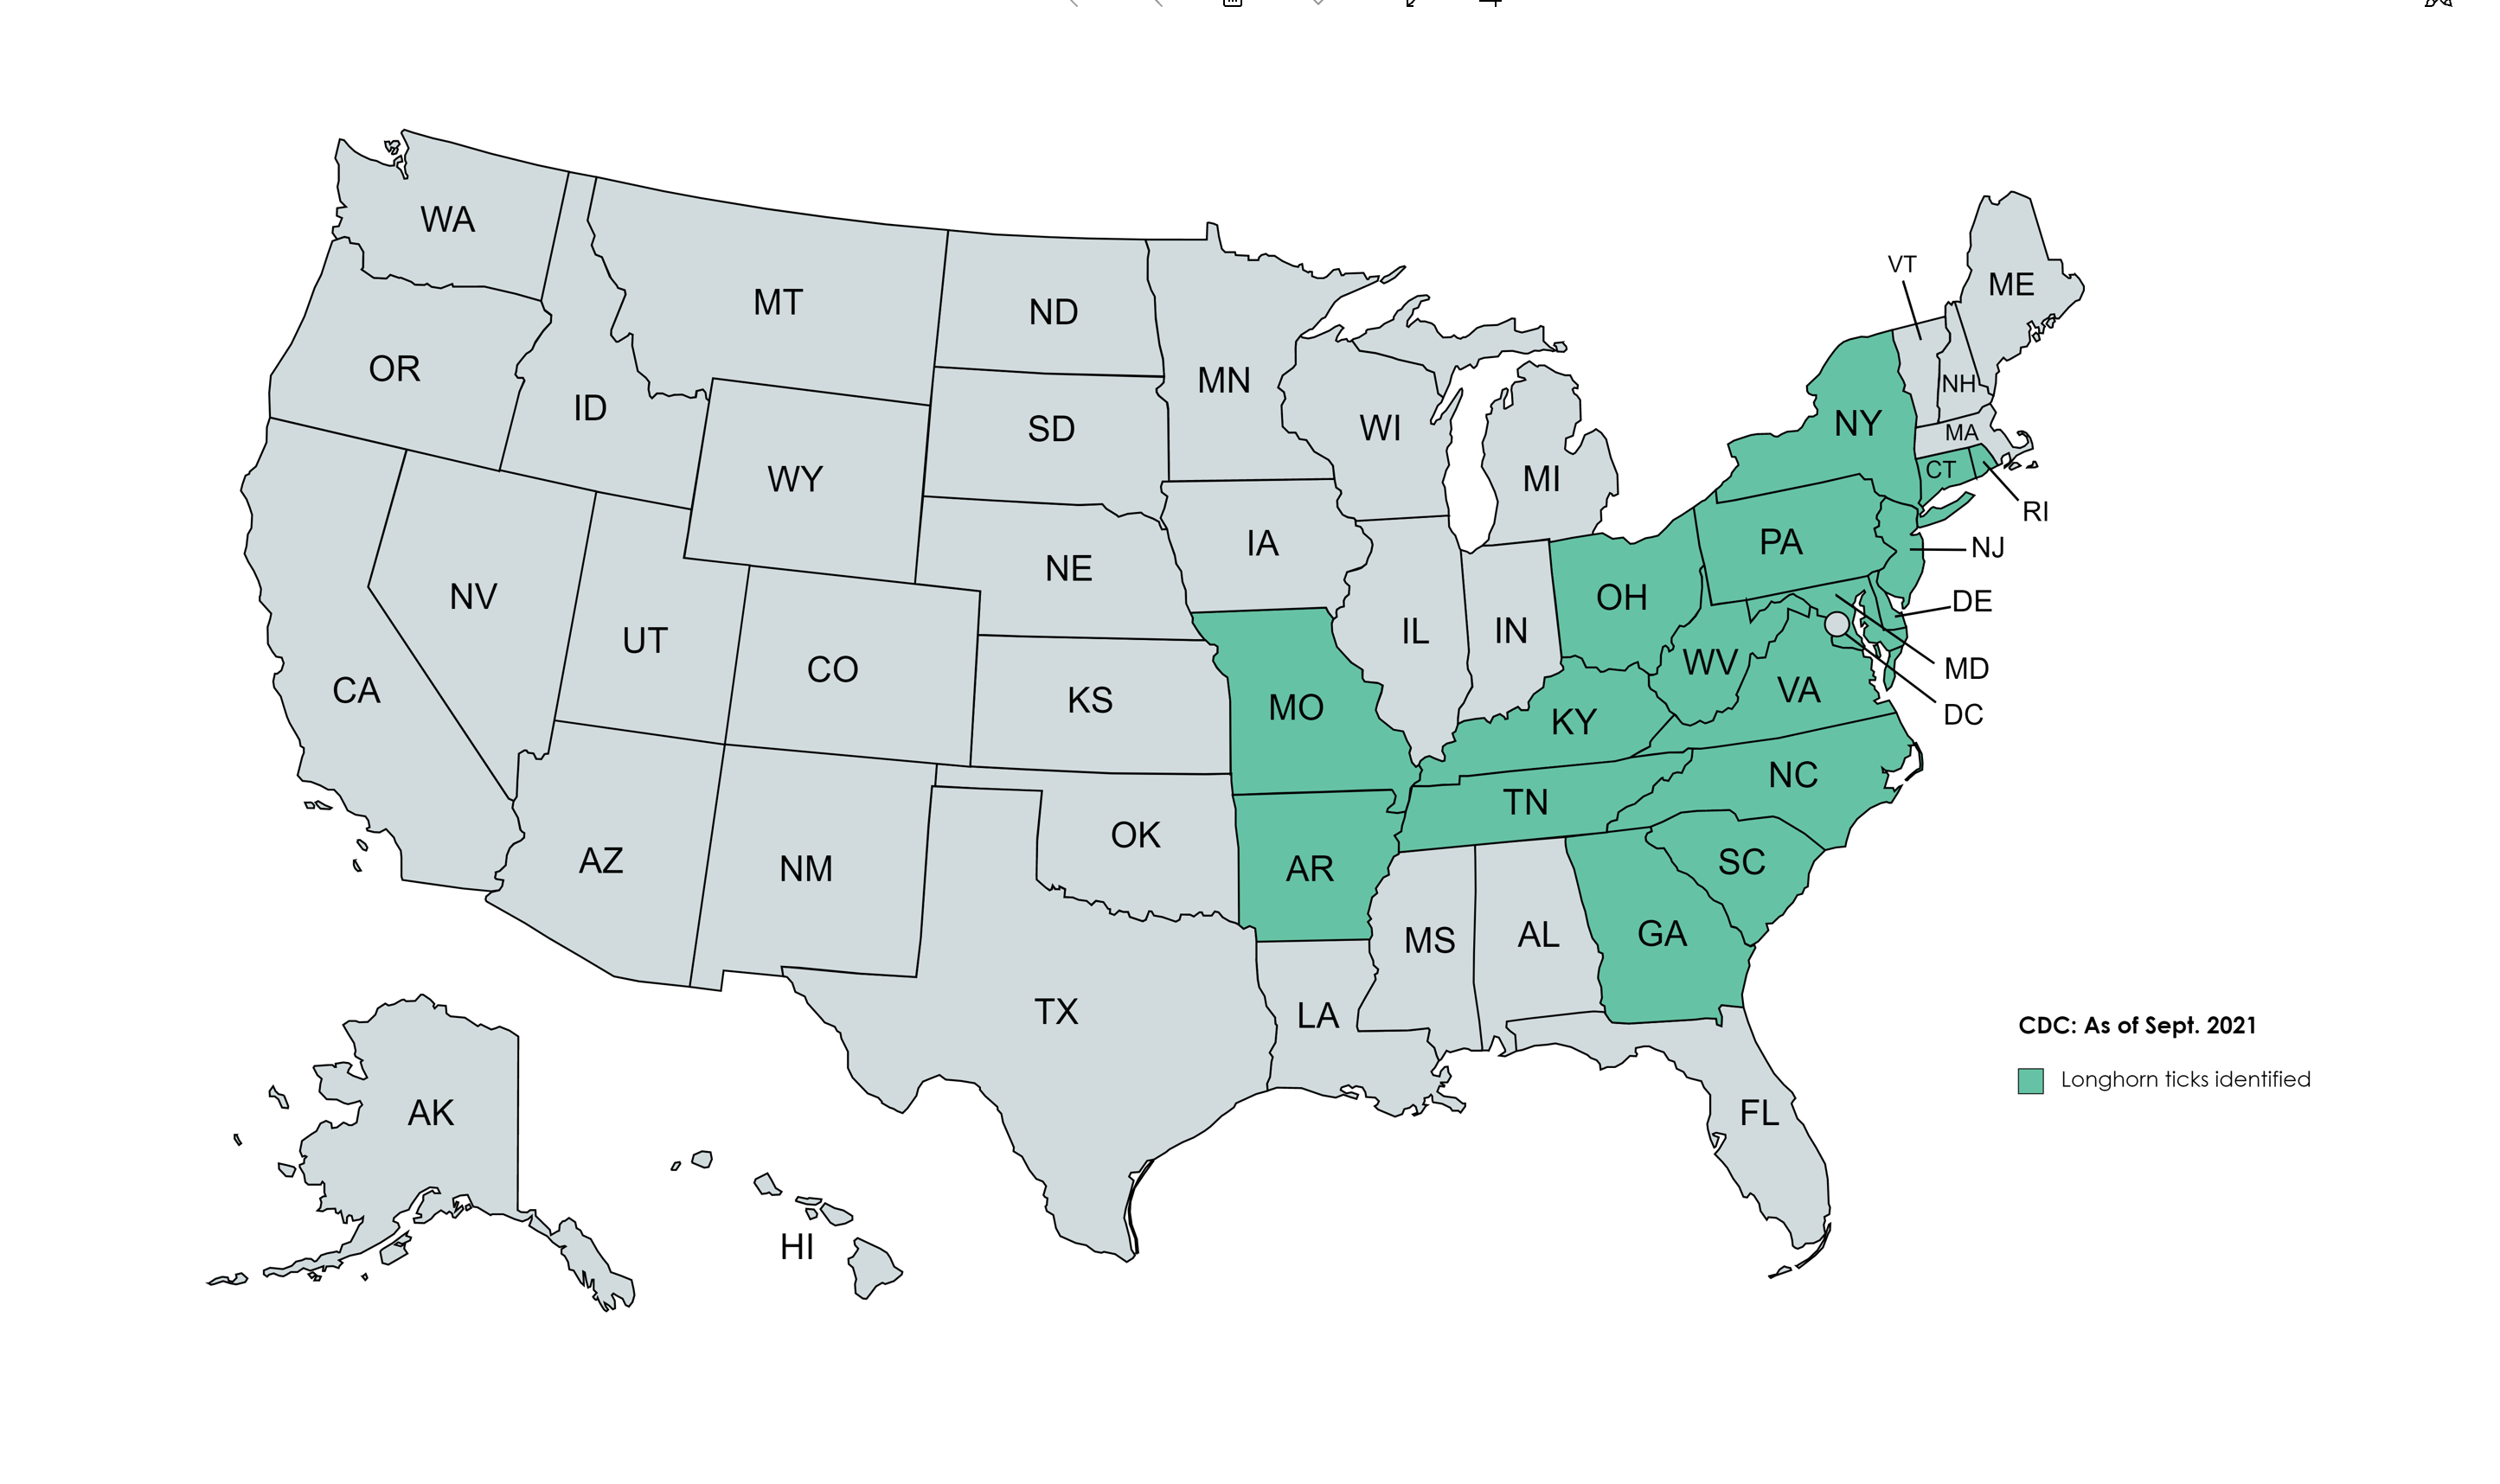 WA
MT
ND
MN
VT
ME
OR
ID
SD
WI
NH
NY
MA
WY
MI
CT
RI
NE
IA
PA
NJ
NV
OH
DE
UT
IL
IN
CO
WV
MD
CA
KS
MO
VA
DC
KY
NC
TN
OK
AZ
NM
AR
SC
MS
AL
GA
TX
LA
CDC: As of Sept. 2021
Longhorn ticks identified
AK
FL
HI